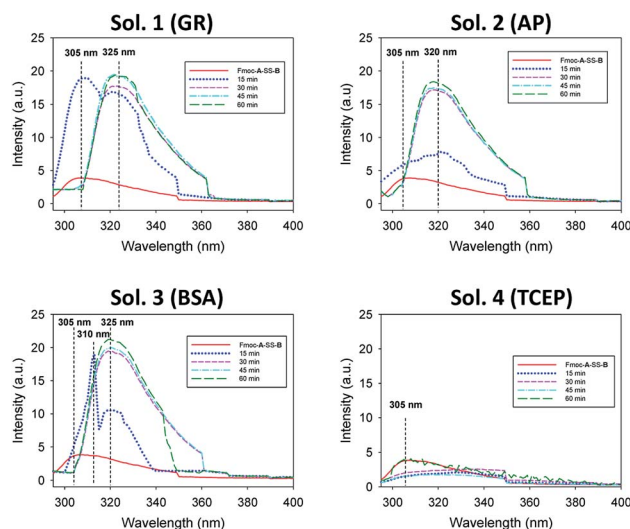 Sol. 1 (GR)
305 nm 325 nm
Fmoc-A-SS-B
15 min
30 min
45 min
60 min
25
20
15
10
5
0
Intensity (a.u.)
300 320 340 360 380 400
Wavelength (nm)
Sol. 2 (AP)
305 nm 320 nm
Fmoc-A-SS-B
15 min
30 min
45 min
60 min
25
20
15
10
5
0
Intensity (a.u.)
300 320 340 360 380 400
Wavelength (nm)
Sol. 3 (BSA)
305 nm 325 nm
310 nm
Fmoc-A-SS-B
15 min
30 min
45 min
60 min
25
20
15
10
5
0
Intensity (a.u.)
300 320 340 360 380 400
Wavelength (nm)
Sol. 4 (TCEP)
305 nm
Fmoc-A-SS-B
15 min
30 min
45 min
60 min
25
20
15
10
5
0
Intensity (a.u.)
300 320 340 360 380 400
Wavelength (nm)